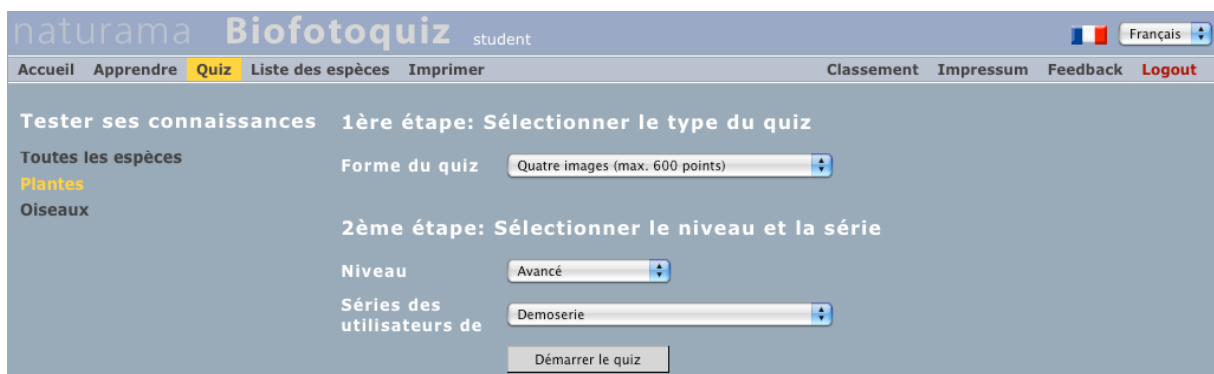 naturama Biofotoquiz student
Français
Accueil Apprendre Quiz Liste des espèces Imprimer
Classement Impressum Feedback Logout
Tester ses connaissances
Toutes les espèces
Plantes
Oiseaux
1ère étape: Sélectionner le type du quiz
Forme du quiz Quatre images (max. 600 points)
2ème étape: Sélectionner le niveau et la série
Niveau Avancé
Séries des
utilisateurs de Demoserie
Démarrer le quiz